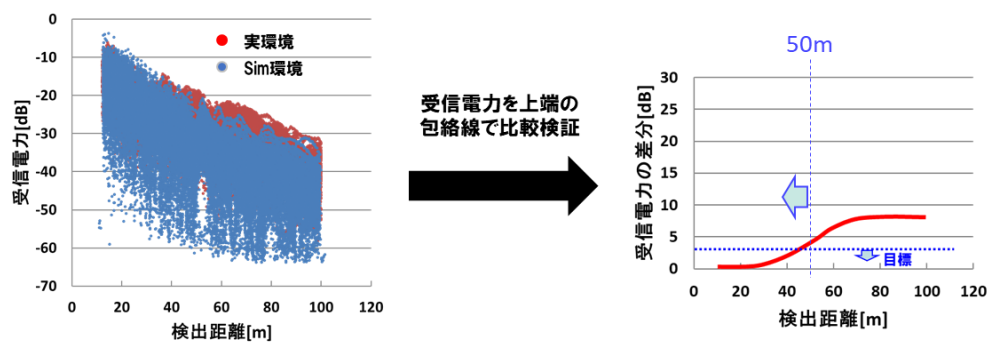 0
-10
-20
-30
-40
-50
-60
-70
受信電力[dB]
実環境
Sim環境
0 20 40 60 80 100 120
検出距離[m]
受信電力を上端の
包絡線で比較検証
50m
30
25
20
15
10
5
0
受信電力の差分[dB]
目標
0 20 40 60 80 100 120
検出距離[m]